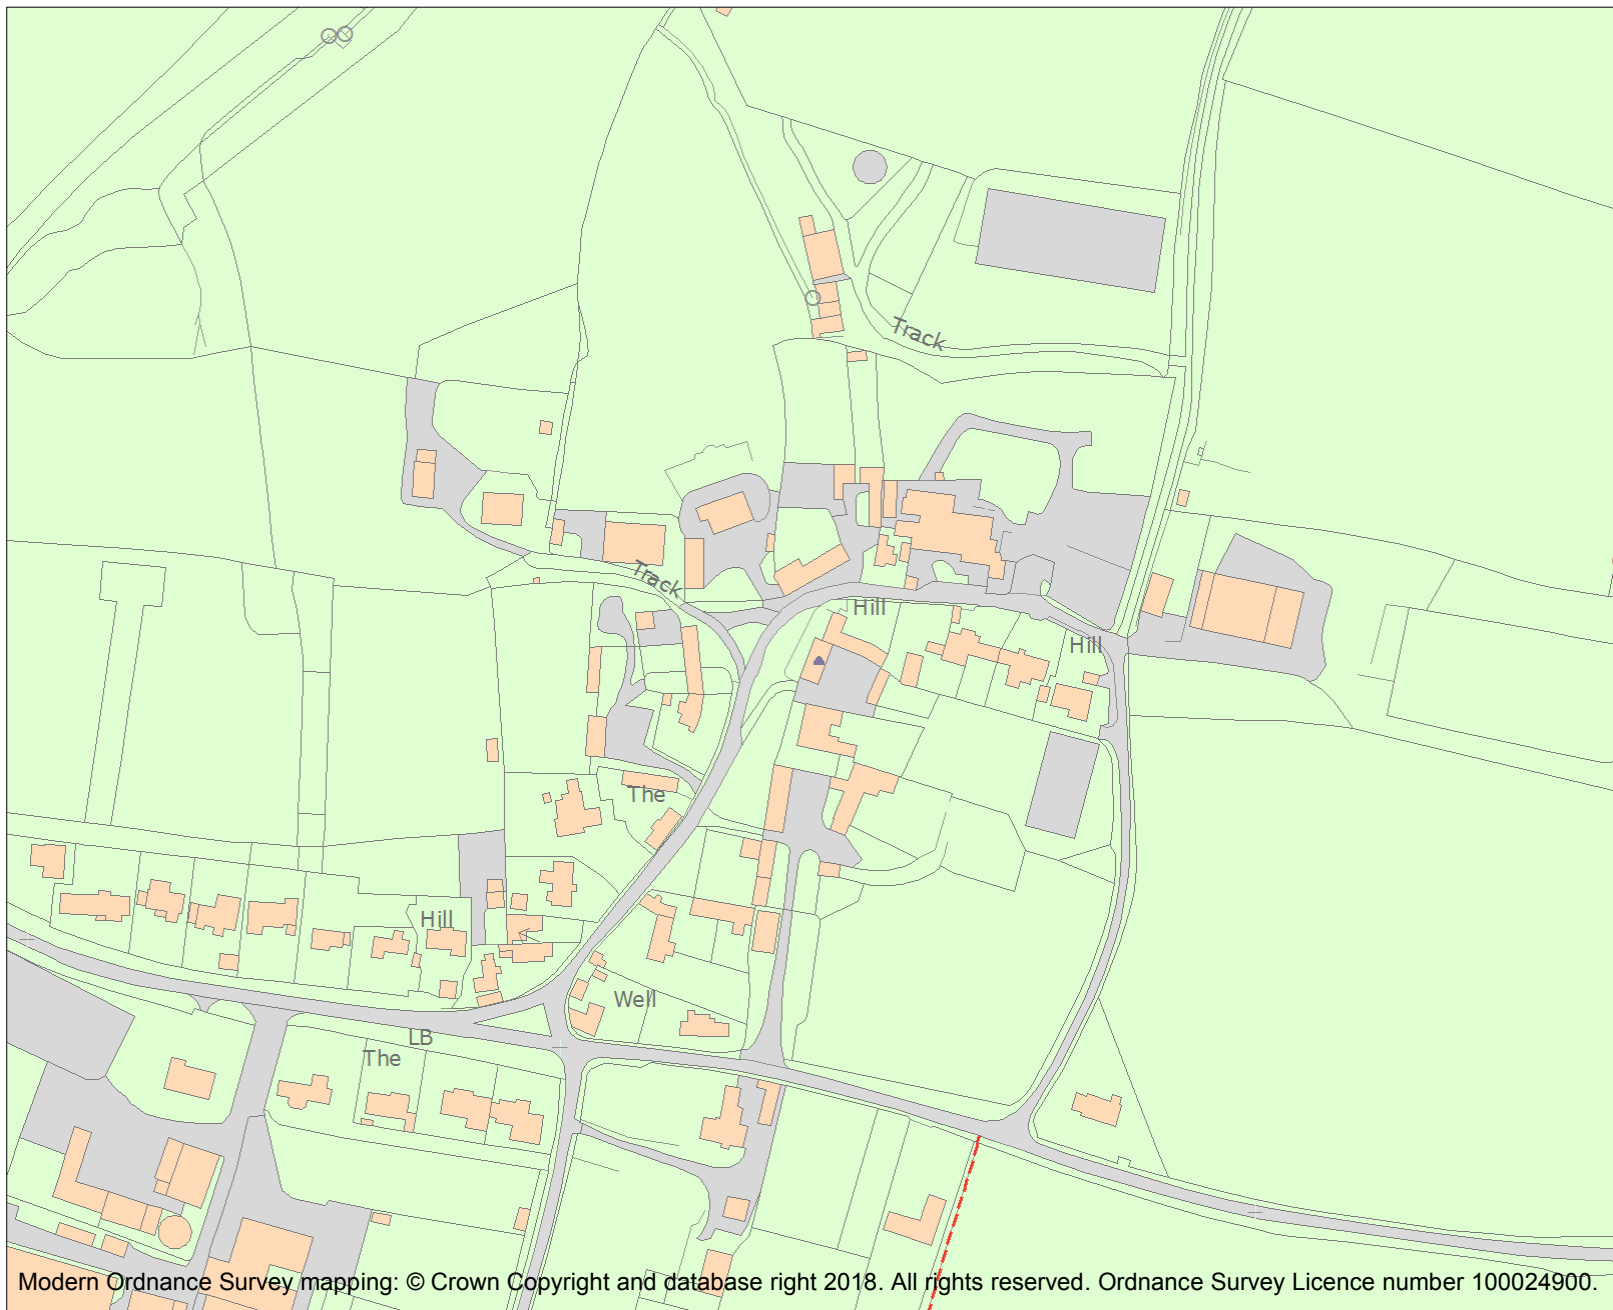 Track
Track
Hill
Hill
The
Hill
Well
LB
The
Modern Ordnance Survey mapping: © Crown Copyright and database right 2018. All rights reserved. Ordnance Survey Licence number 100024900.